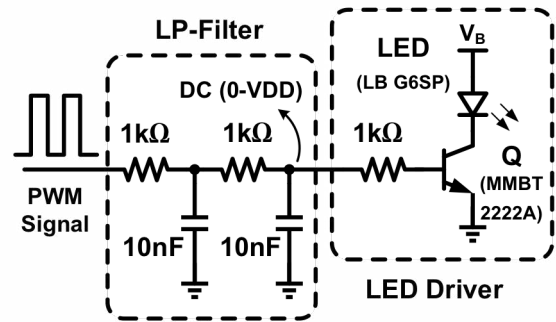 LP-Filter
LED
(LB G6SP)
V_B
DC (0-VDD)
1kΩ
1kΩ
1kΩ
PWM
Signal
10nF
10nF
Q
(MMBT
2222A)
LED Driver